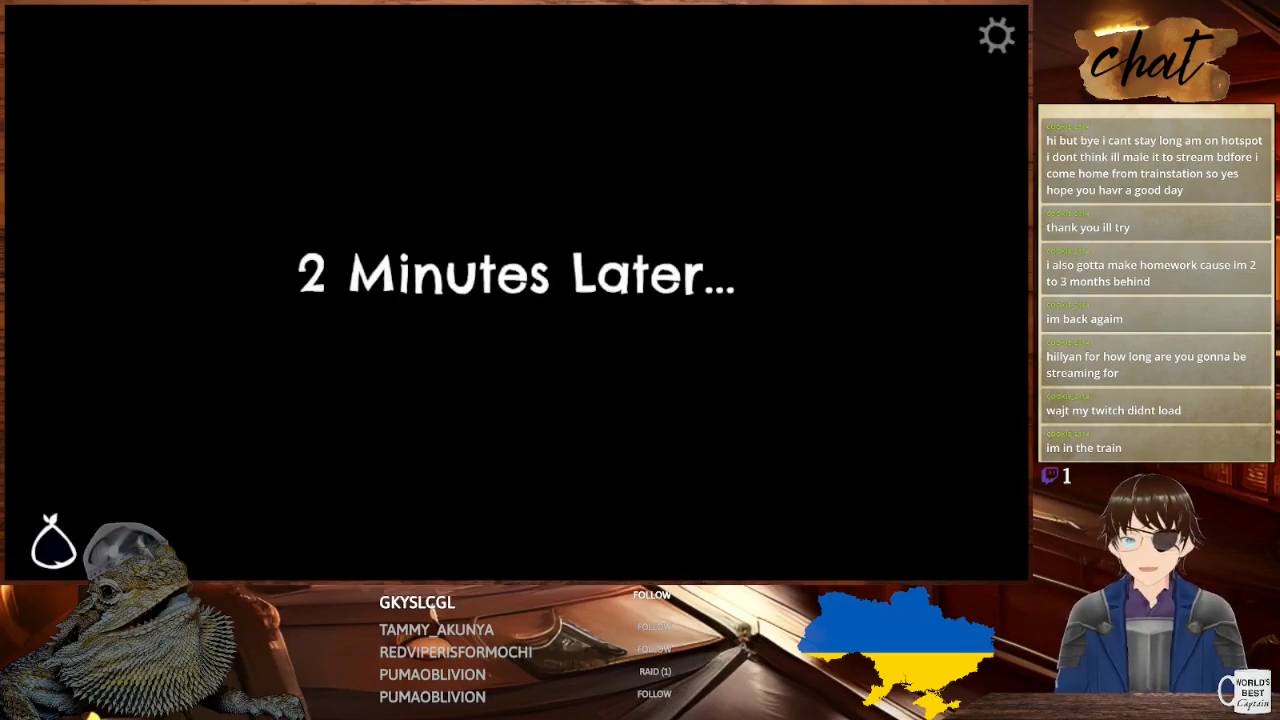 2 Minutes Later...
chat
hi but bye i cant stay long am on hotspot
i dont think ill male it to stream bdfore i
come home from trainstation so yes
hope you havr a good day
thank you ill try
i also gotta make homework cause im 2
to 3 months behind
im back agaim
hillyan for how long are you gonna be
streaming for
wajt my twitch didnt load
im in the train
1
GKYSLCGL FOLLOW
TAMMY_AKUNYA FOLLOW
REDVIPERISFORMOCHI FOLLOW
PUMAOBLIVION RAID (1)
PUMAOBLIVION FOLLOW
WORLD'S
BEST
Captain